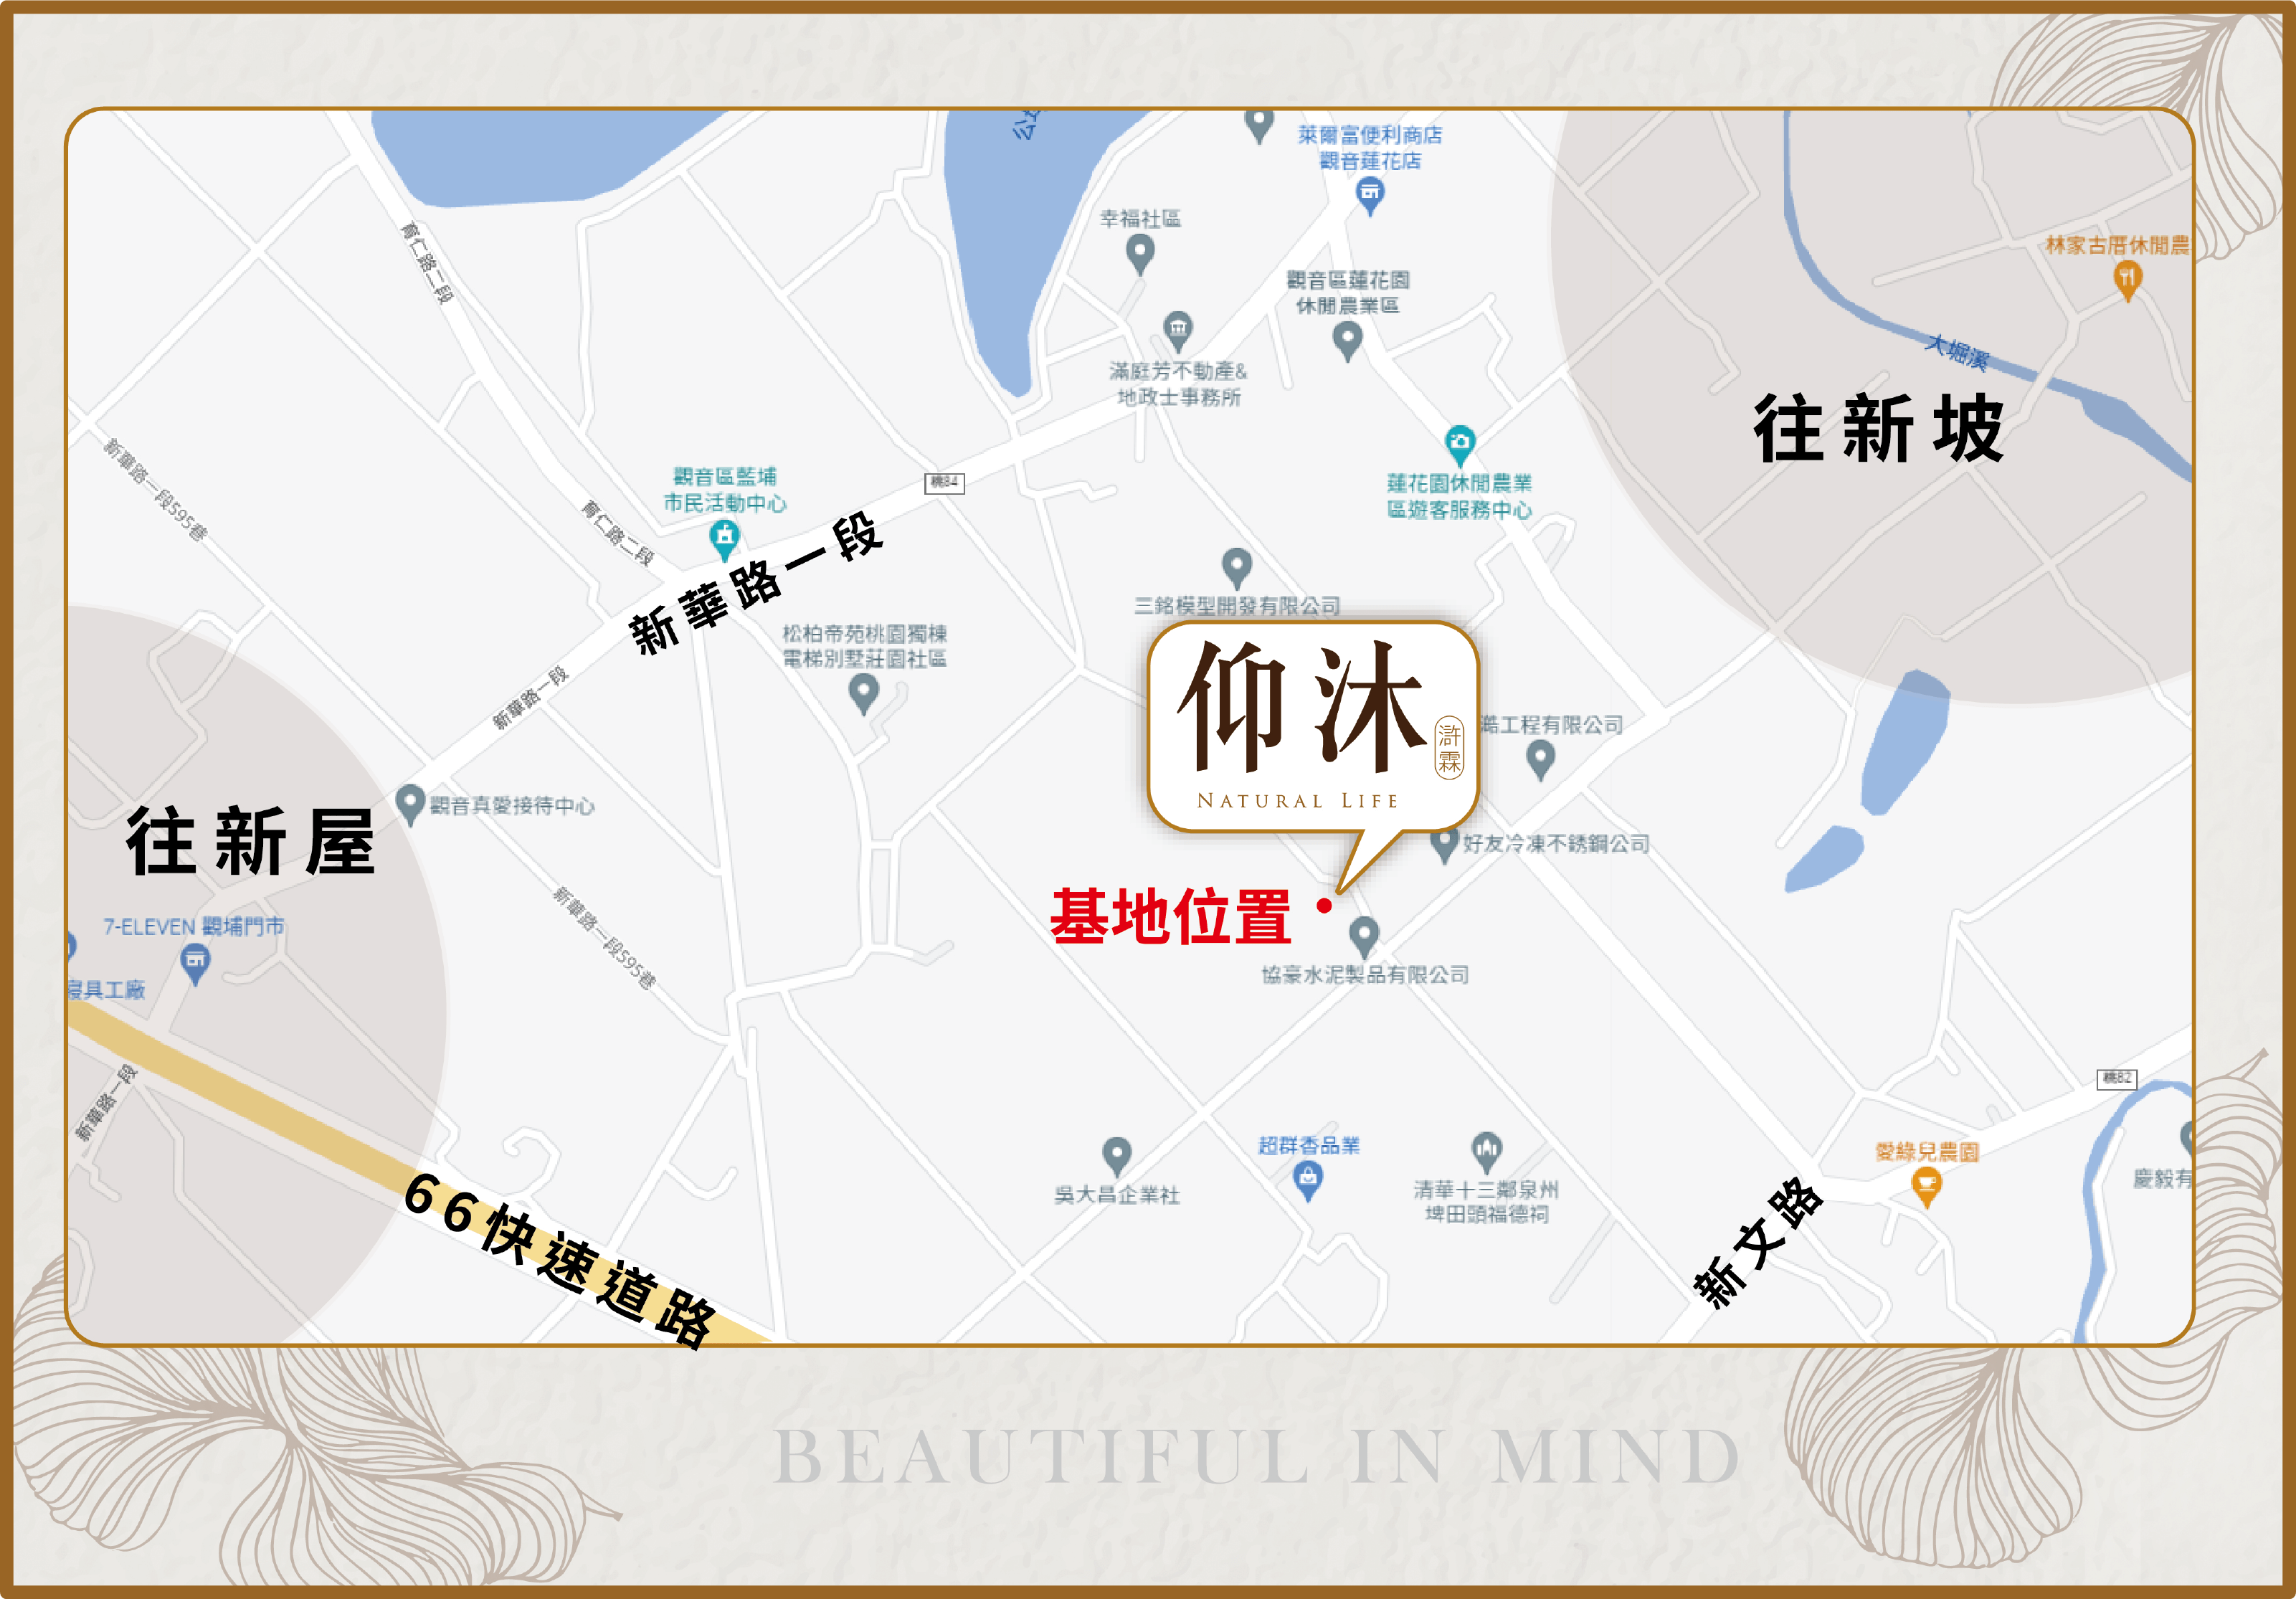 萊爾富便利商店
觀音蓮花店
幸福社區
林家古厝休閒農
觀音區蓮花園
休閒農業區
育仁路二段
大堀溪
滿庭芳不動產&
地政士事務所
往新坡
新華路一段595巷
觀音區藍埔
市民活動中心
桃84
蓮花園休閒農業
區遊客服務中心
育仁路二段
新華路一段
三銘模型開發有限公司
松柏帝苑桃園獨棟
電梯別墅莊園社區
仰沐
滸霖
NATURAL LIFE
新華路一段
澔工程有限公司
往新屋
觀音真愛接待中心
好友冷凍不銹鋼公司
7-ELEVEN 觀埔門市
新華路一段595巷
基地位置
協豪水泥製品有限公司
寢具工廠
新華路一段
桃82
超群香品業
愛綠兒農園
吳大昌企業社
清華十三鄰泉州
埤田頭福德祠
慶毅有
66快速道路
新文路
BEAUTIFUL IN MIND